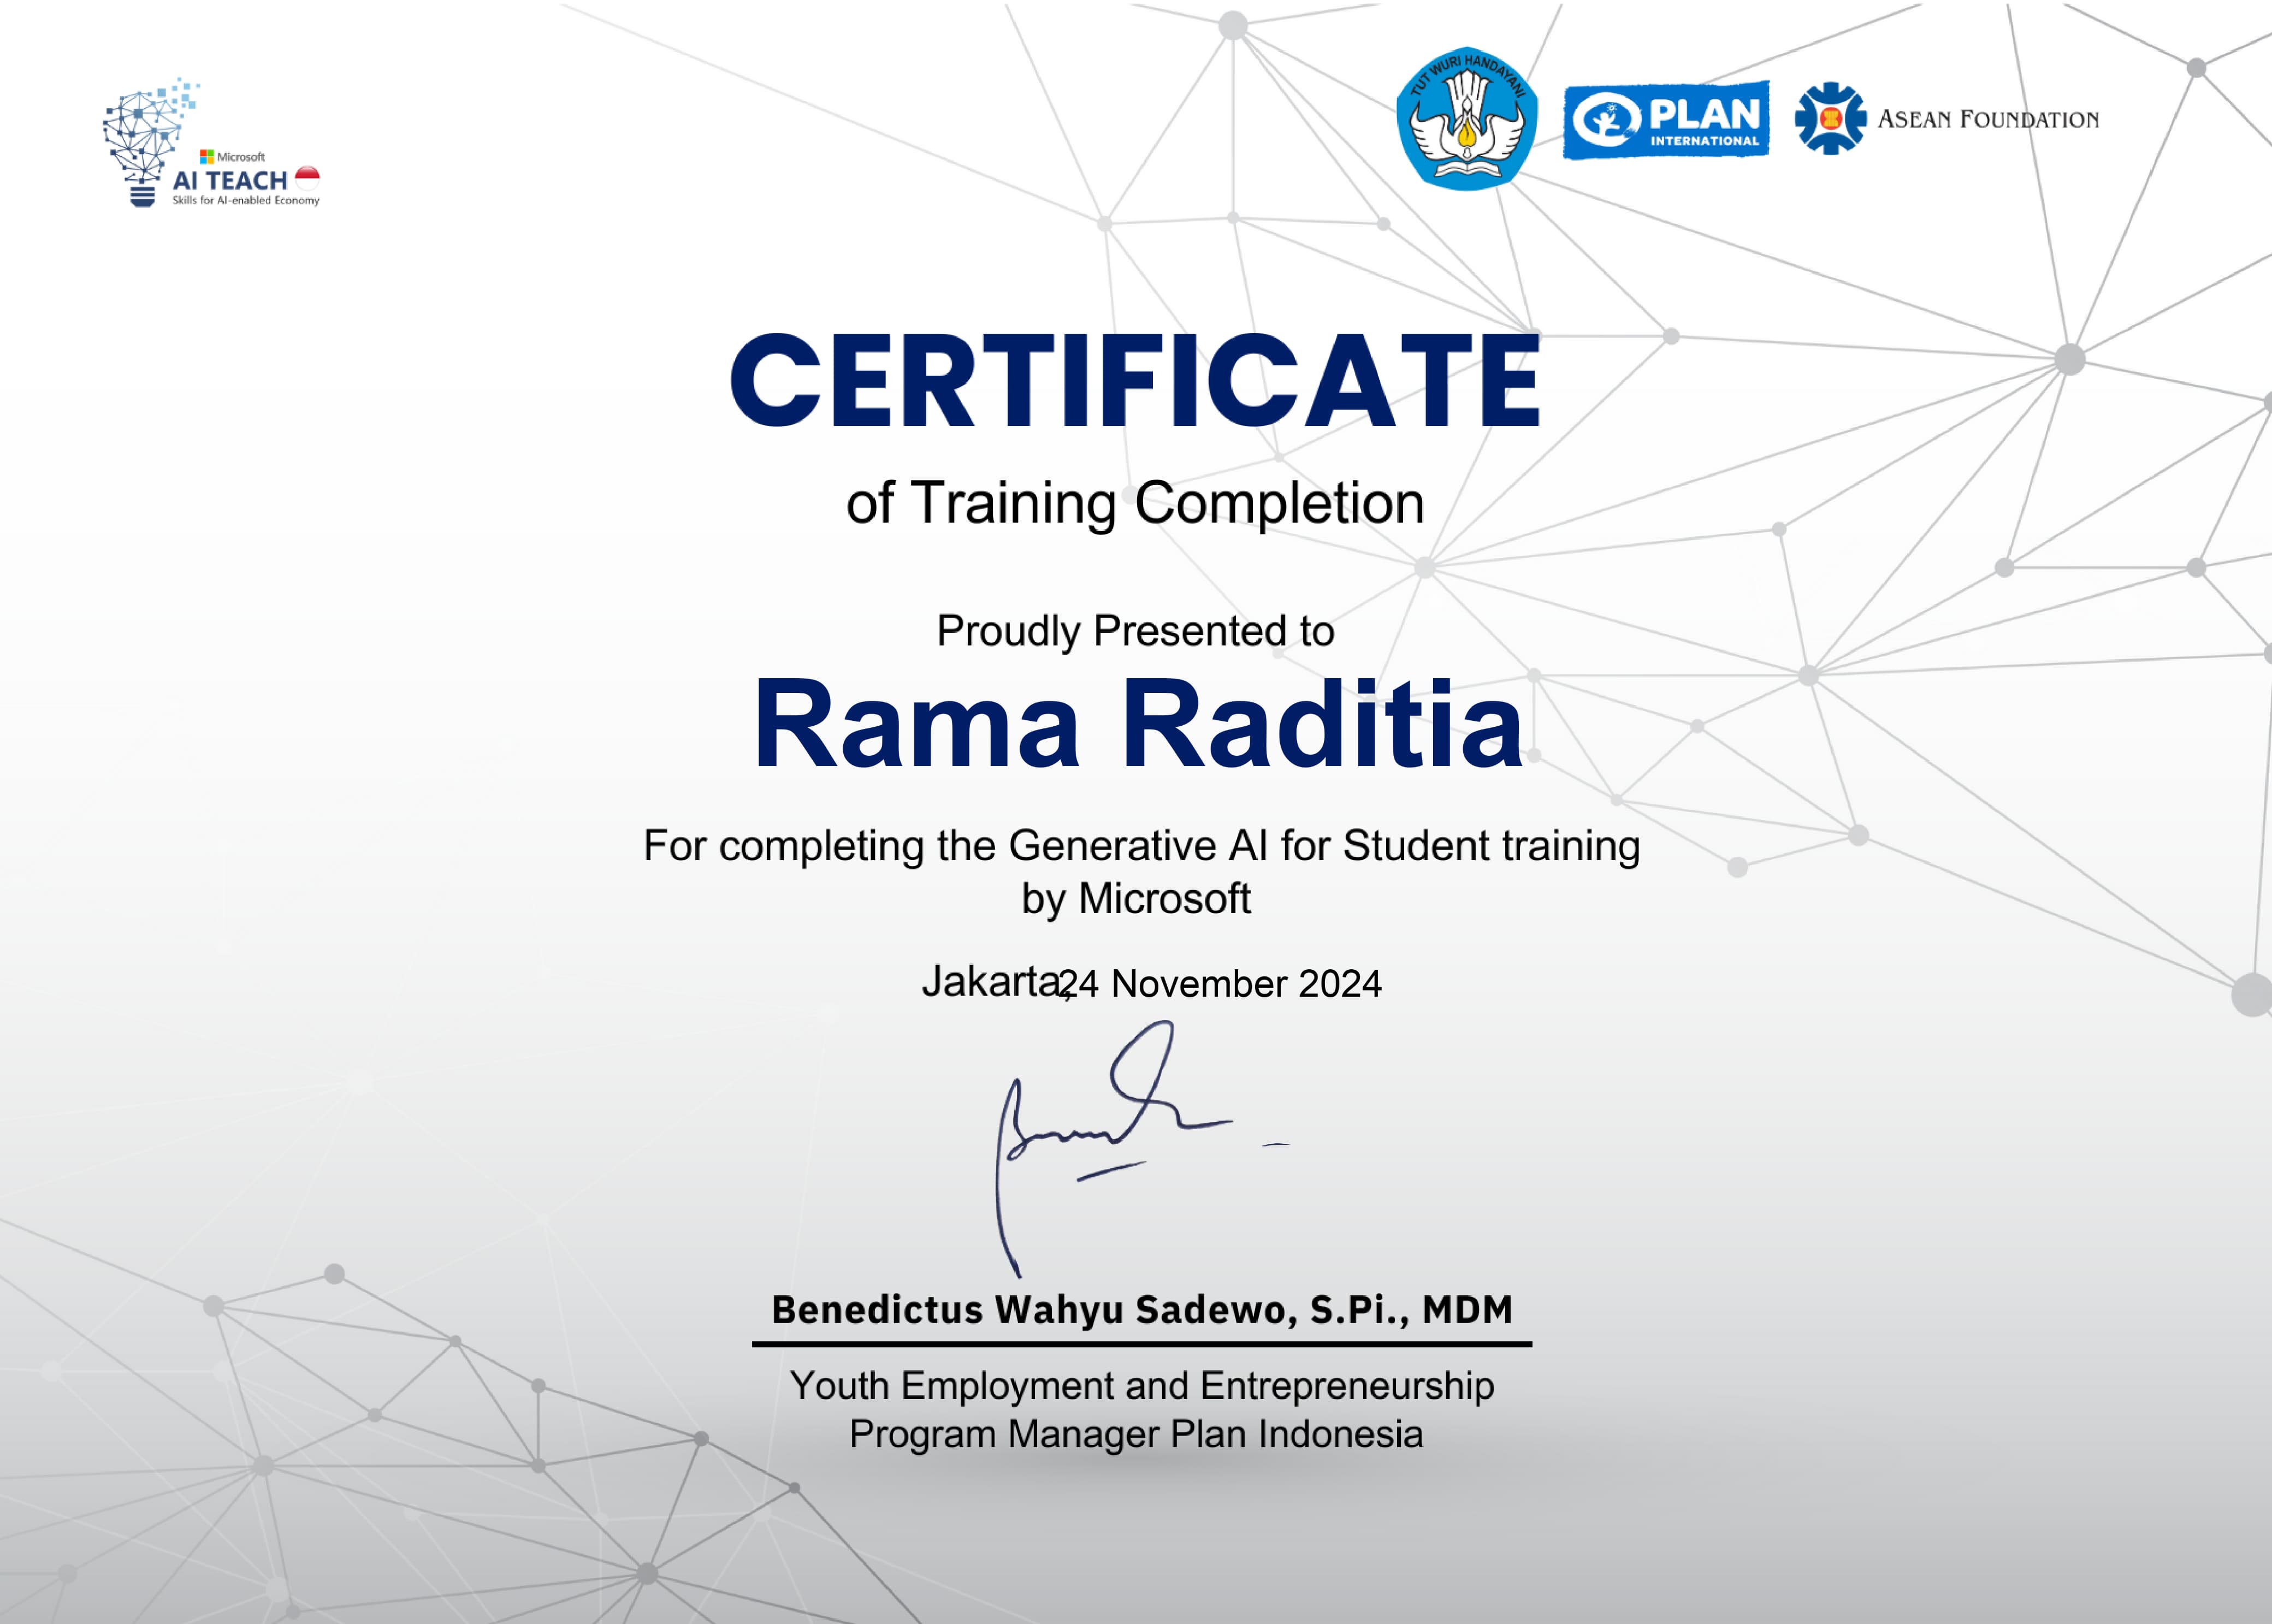 Microsoft
AI TEACH
Skills for AI-enabled Economy
TUT WURI HANDAYANI
PLAN
INTERNATIONAL
ASEAN FOUNDATION
CERTIFICATE
of Training Completion
Proudly Presented to
Rama Raditia
For completing the Generative AI for Student training
by Microsoft
Jakarta, 24 November 2024
Benedictus Wahyu Sadewo, S.Pi., MDM
Youth Employment and Entrepreneurship
Program Manager Plan Indonesia